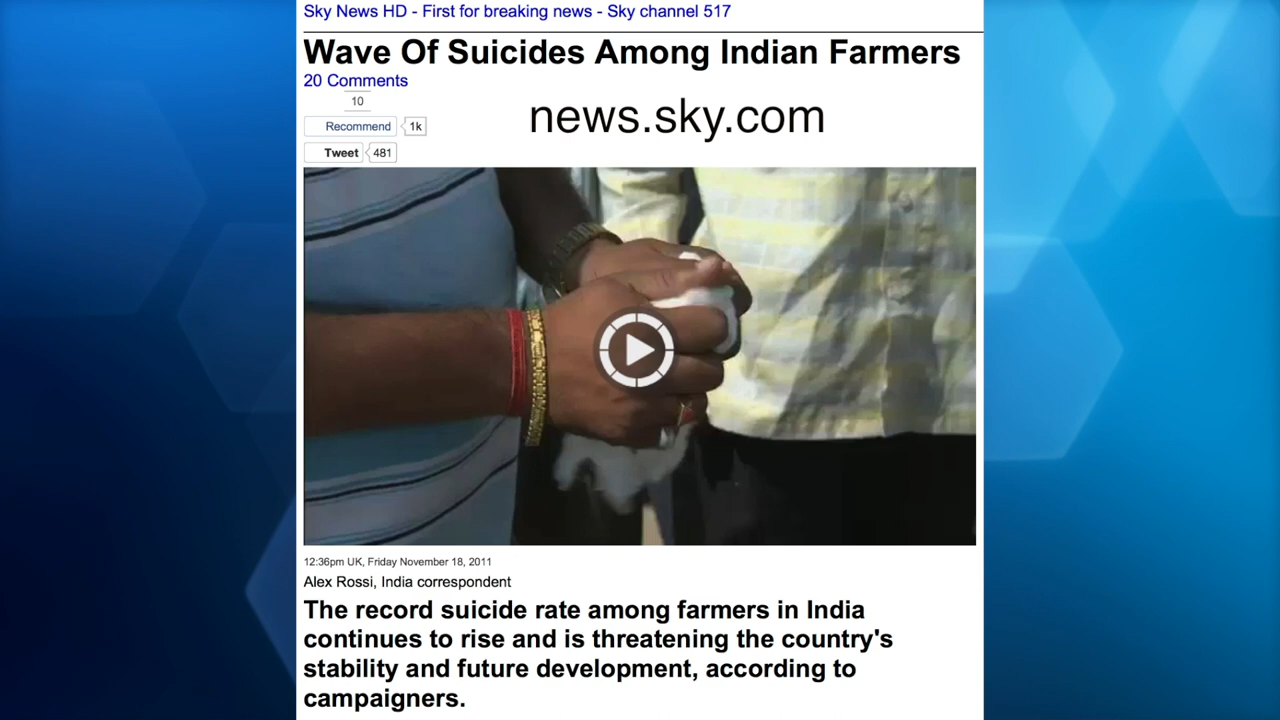 Sky News HD - First for breaking news - Sky channel 517
Wave Of Suicides Among Indian Farmers
20 Comments
10
news.sky.com
Recommend 1k
Tweet 481
12:36pm UK, Friday November 18, 2011
Alex Rossi, India correspondent
The record suicide rate among farmers in India
continues to rise and is threatening the country's
stability and future development, according to
campaigners.